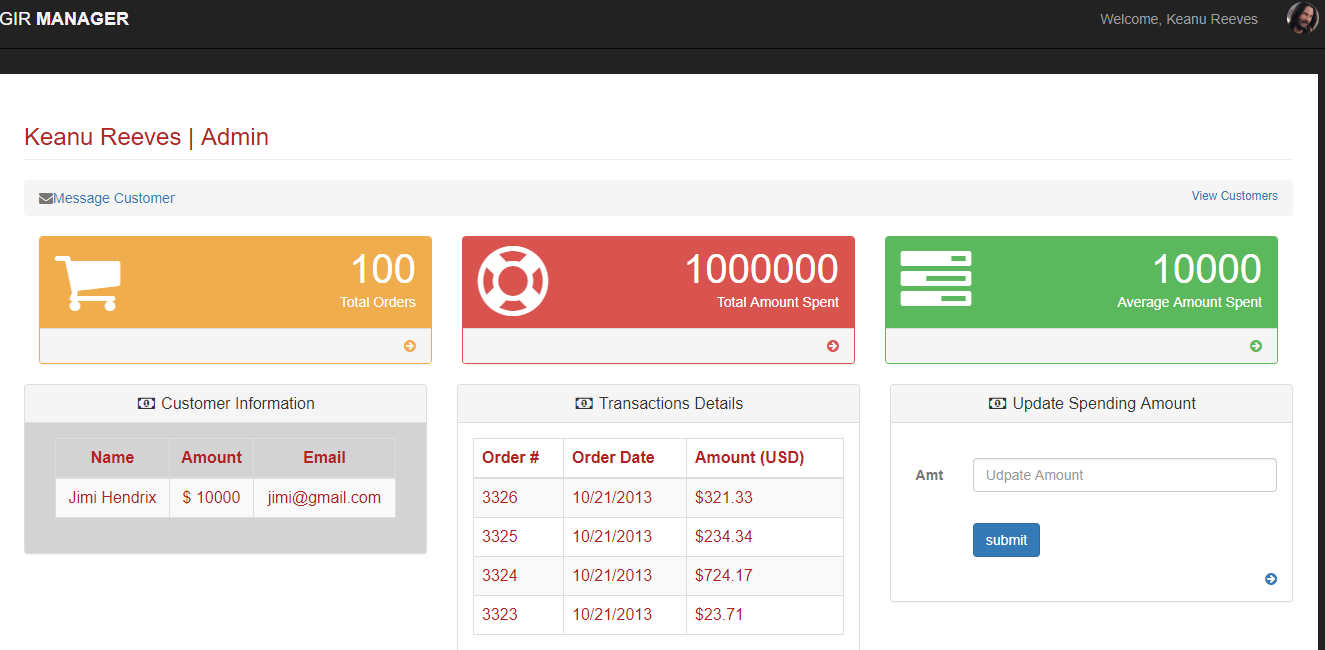 GIR MANAGER
Welcome, Keanu Reeves
Keanu Reeves | Admin
Message Customer
View Customers
100
Total Orders
1000000
Total Amount Spent
10000
Average Amount Spent
Customer Information
Name Amount Email
Jimi Hendrix $ 10000 jimi@gmail.com
Transactions Details
Order # Order Date Amount (USD)
3326 10/21/2013 $321.33
3325 10/21/2013 $234.34
3324 10/21/2013 $724.17
3323 10/21/2013 $23.71
Update Spending Amount
Amt Udpate Amount
submit